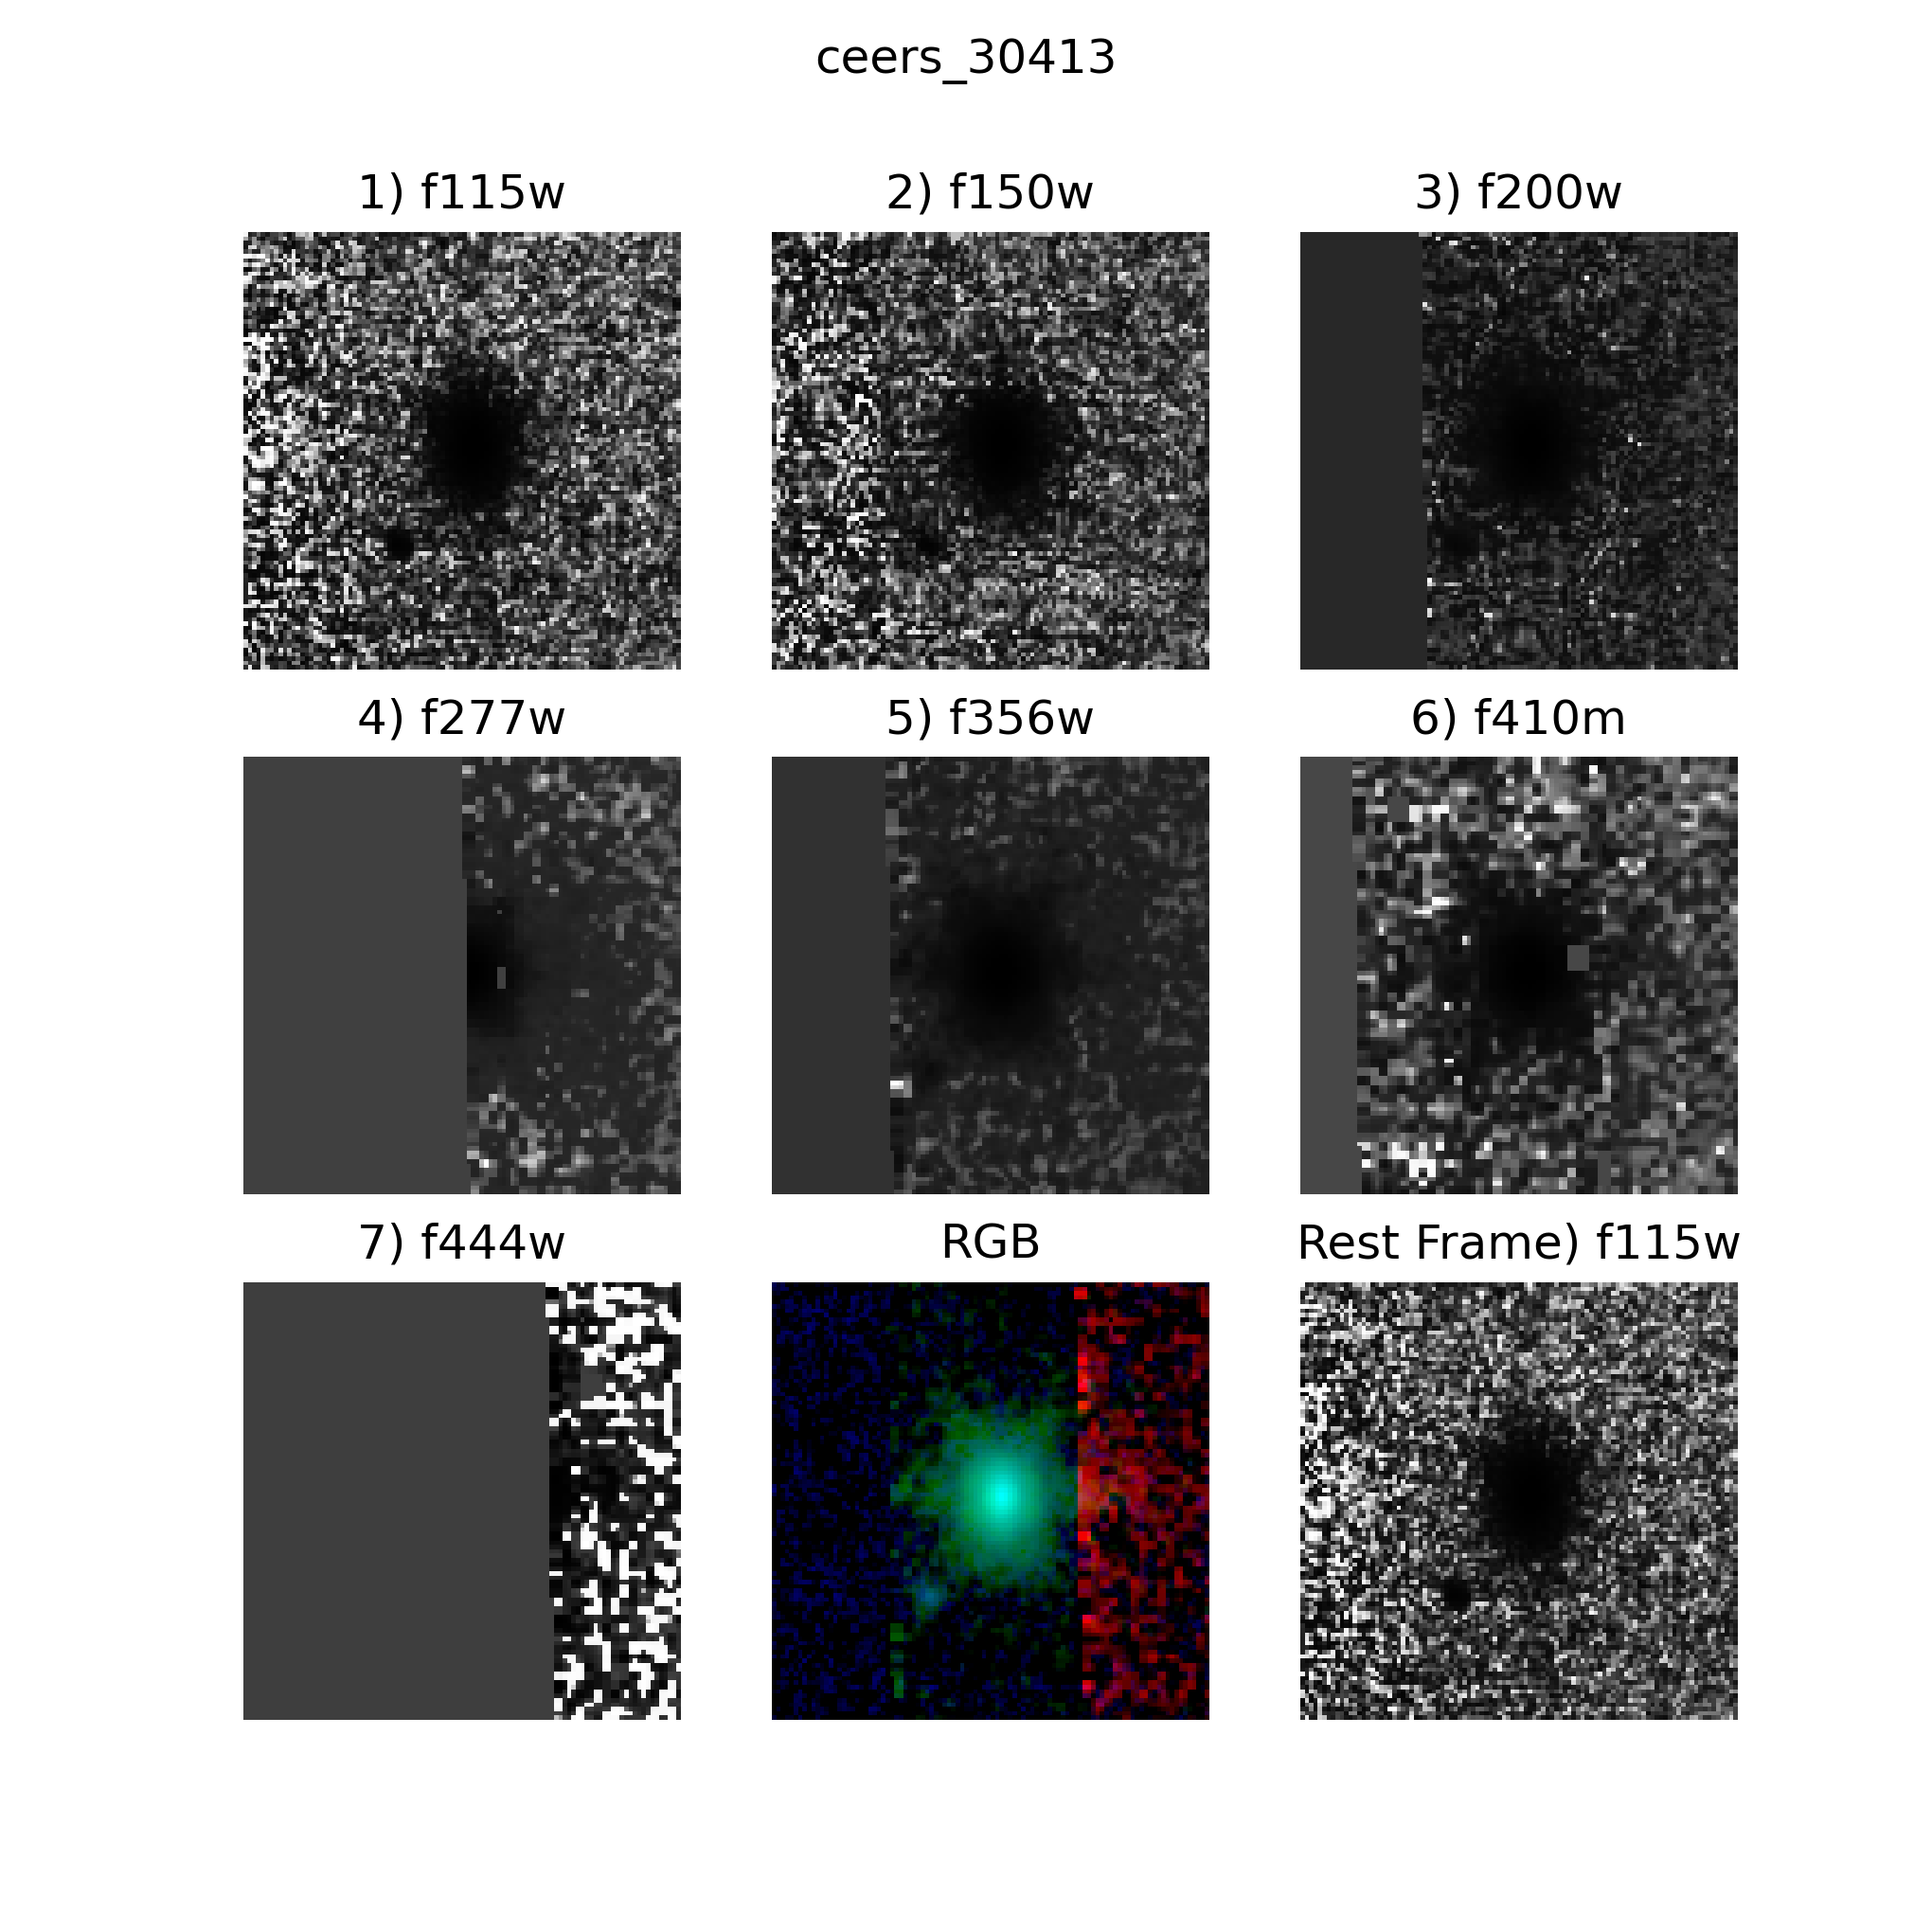 ceers_30413
1) f115w
2) f150w
3) f200w
4) f277w
5) f356w
6) f410m
7) f444w
RGB
Rest Frame) f115w